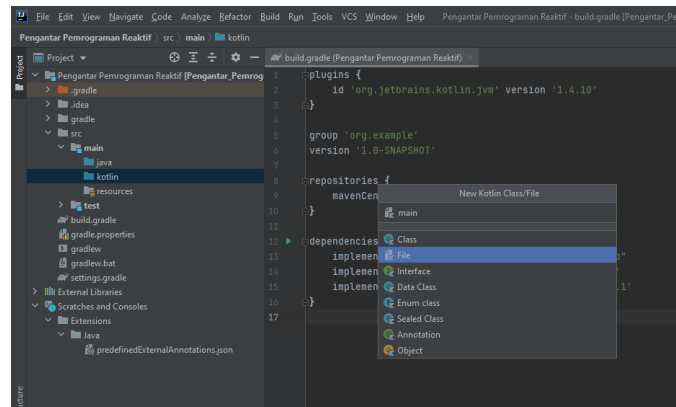 File Edit View Navigate Code Analyze Refactor Build Run Tools VCS Window Help Pengantar Pemrograman Reaktif - build.gradle [Pengantar_Pe
Pengantar Pemrograman Reaktif src main kotlin
Project
Project
build.gradle (Pengantar Pemrograman Reaktif)
Pengantar Pemrograman Reaktif [Pengantar_Pemrog
.gradle
.idea
gradle
src
main
java
kotlin
resources
test
build.gradle
gradle.properties
gradlew
gradlew.bat
settings.gradle
External Libraries
Scratches and Consoles
Extensions
Java
predefinedExternalAnnotations.json
1 plugins {
2 id 'org.jetbrains.kotlin.jvm' version '1.4.10'
3 }
4
5 group 'org.example'
6 version '1.0-SNAPSHOT'
7
8 repositories {
9 mavenCen
10 }
11
12 dependencies
13 implemen
14 implemen
15 implemen .1'
16 }
17
New Kotlin Class/File
main
Class
File
Interface
Data Class
Enum class
Sealed Class
Annotation
Object